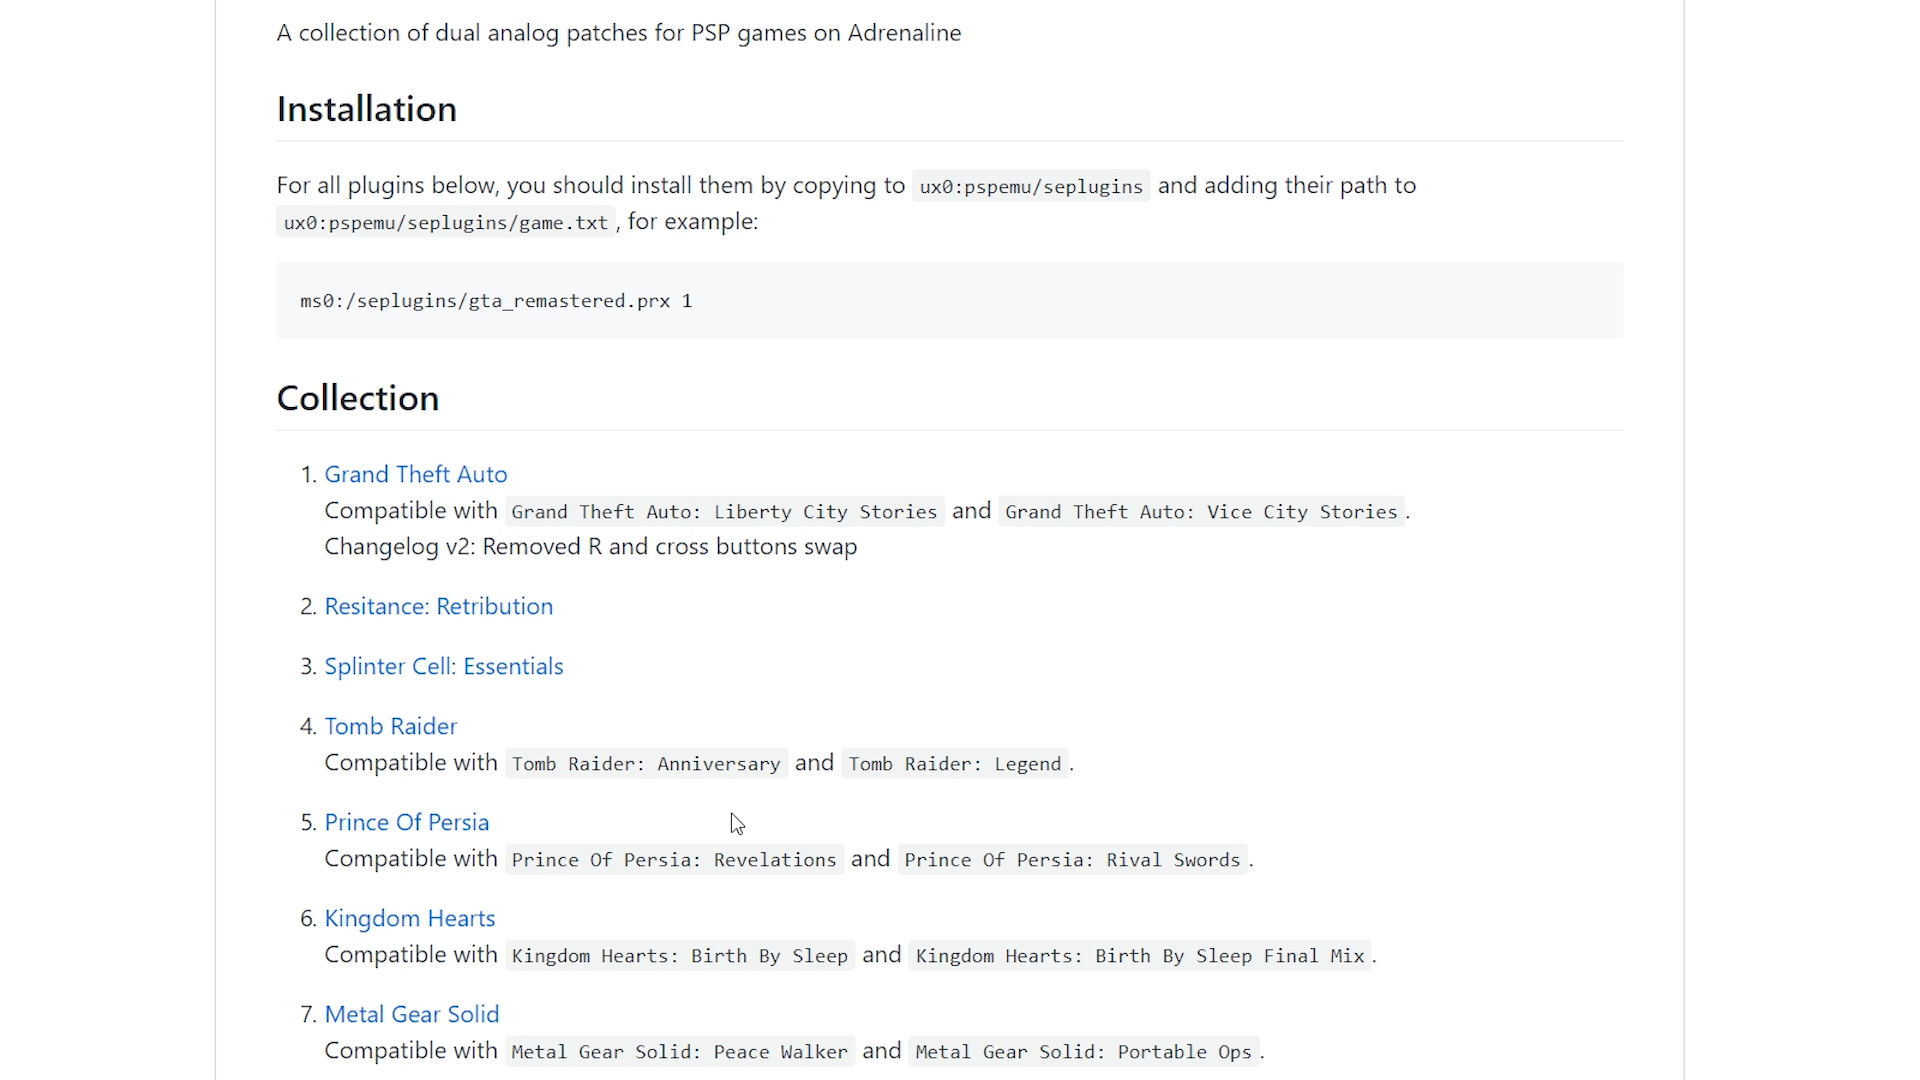 A collection of dual analog patches for PSP games on Adrenaline
Installation
For all plugins below, you should install them by copying to ux0:pspemu/seplugins and adding their path to
ux0:pspemu/seplugins/game.txt, for example:
ms0:/seplugins/gta_remastered.prx 1
Collection
1. Grand Theft Auto
Compatible with Grand Theft Auto: Liberty City Stories and Grand Theft Auto: Vice City Stories.
Changelog v2: Removed R and cross buttons swap
2. Resitance: Retribution
3. Splinter Cell: Essentials
4. Tomb Raider
Compatible with Tomb Raider: Anniversary and Tomb Raider: Legend.
5. Prince Of Persia
Compatible with Prince Of Persia: Revelations and Prince Of Persia: Rival Swords.
6. Kingdom Hearts
Compatible with Kingdom Hearts: Birth By Sleep and Kingdom Hearts: Birth By Sleep Final Mix.
7. Metal Gear Solid
Compatible with Metal Gear Solid: Peace Walker and Metal Gear Solid: Portable Ops.